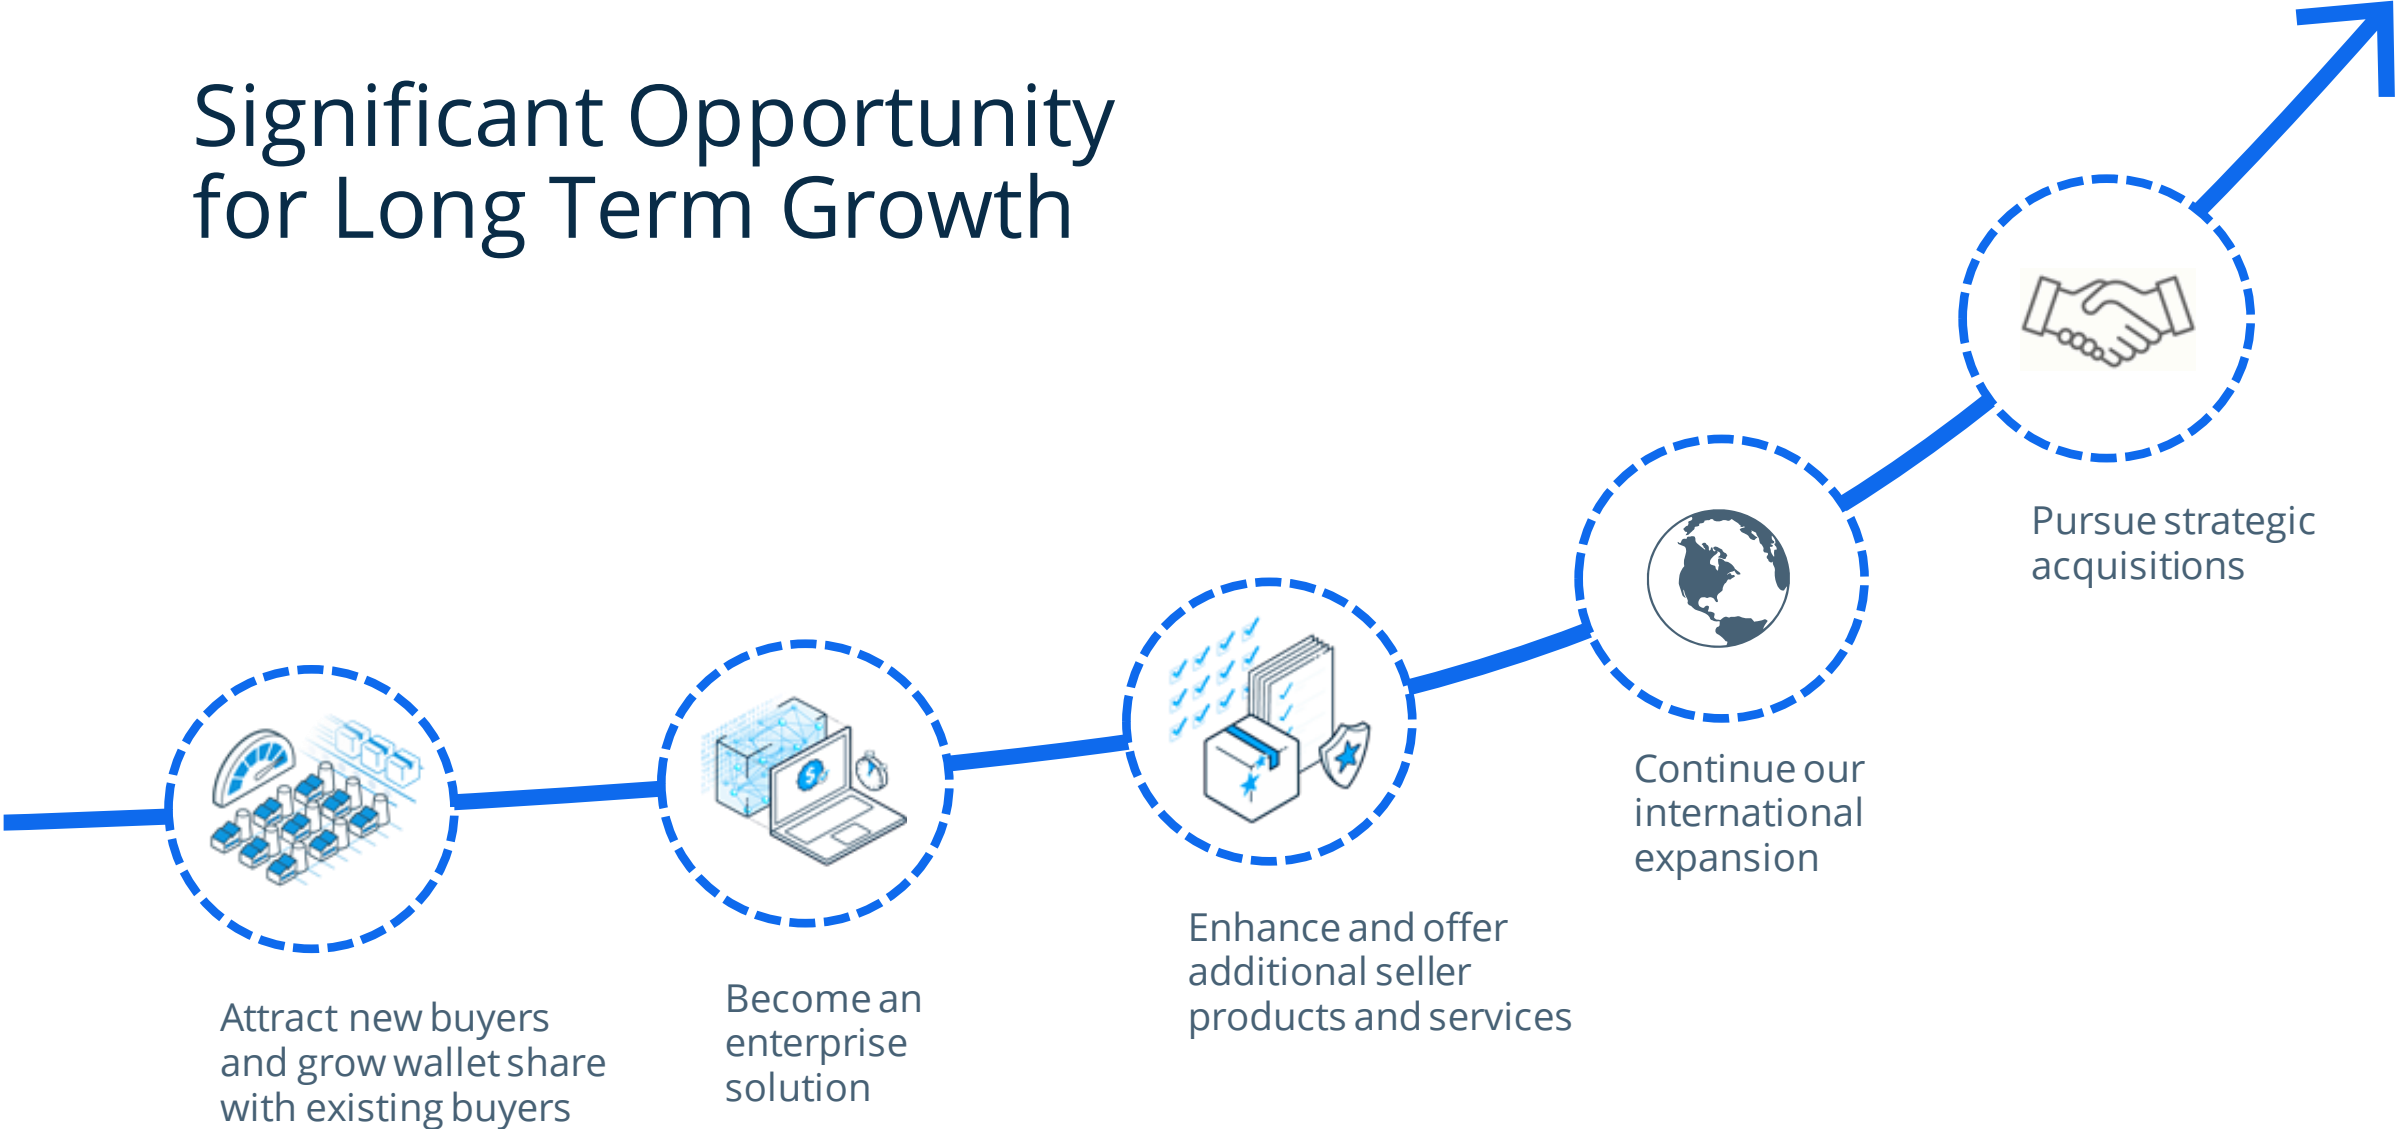 Significant Opportunity
for Long Term Growth
Attract new buyers
and grow wallet share
with existing buyers
Become an
enterprise
solution
Enhance and offer
additional seller
products and services
Continue our
international
expansion
Pursue strategic
acquisitions